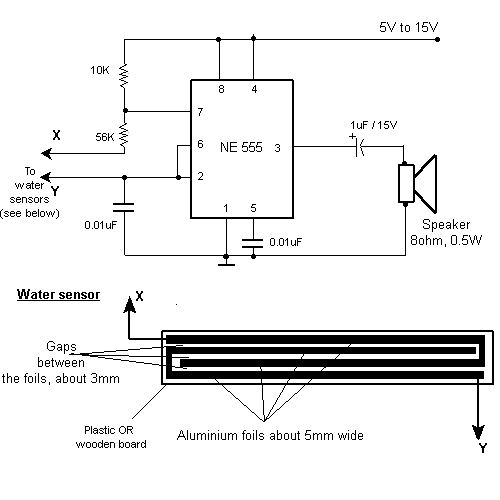 5V to 15V
10K
8
4
7
1uF / 15V
+
X
56K
6
NE 555
3
To
water
sensors
(see below)
Y
2
0.01uF
1
5
0.01uF
Speaker
8ohm, 0.5W
Water sensor
X
Gaps
between
the foils, about 3mm
Plastic OR
wooden board
Aluminium foils about 5mm wide
Y